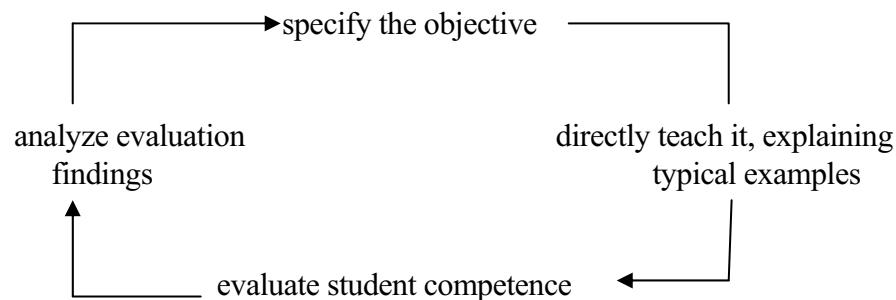 specify the objective
directly teach it, explaining
typical examples
evaluate student competence
analyze evaluation
findings